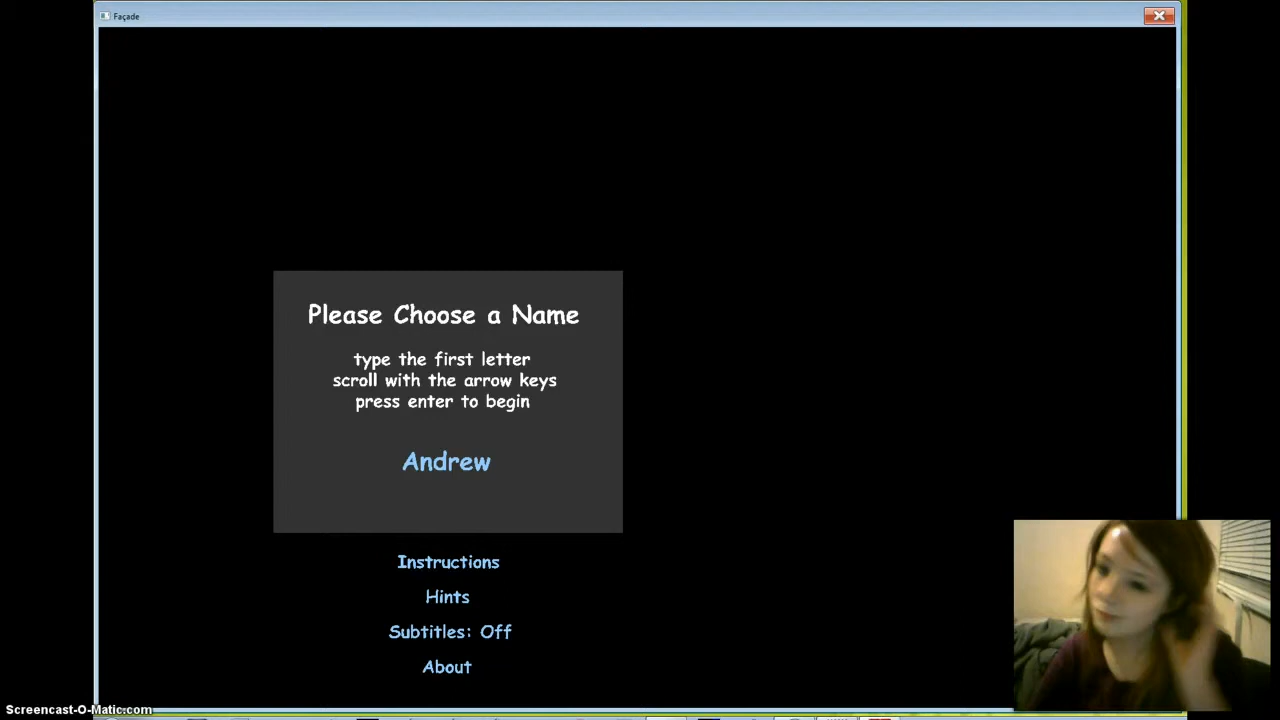 Façade
Please Choose a Name
type the first letter
scroll with the arrow keys
press enter to begin
Andrew
Instructions
Hints
Subtitles: Off
About
Screencast-O-Matic.com